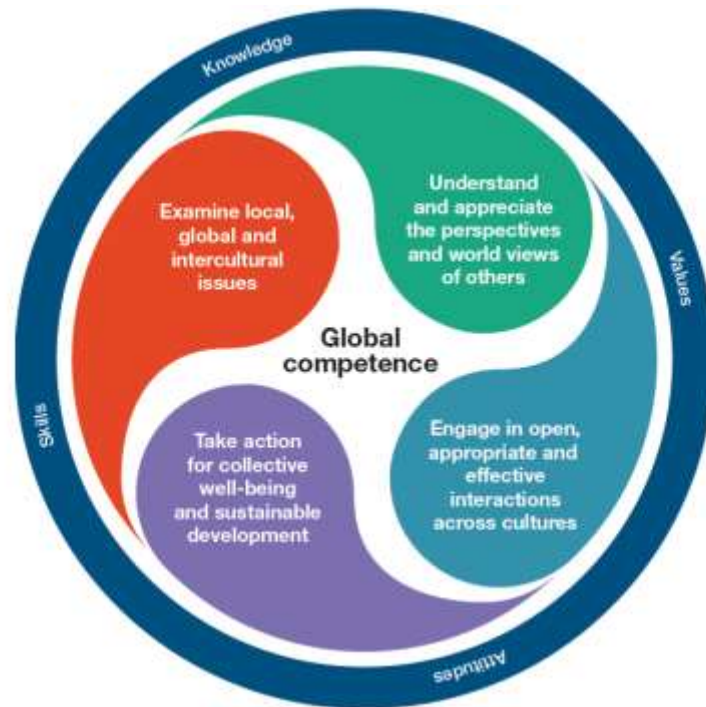 Knowledge
Values
Attitudes
Skills
Examine local,
global and
intercultural
issues
Understand
and appreciate
the perspectives
and world views
of others
Global
competence
Take action
for collective
well-being
and sustainable
development
Engage in open,
appropriate and
effective
interactions
across cultures